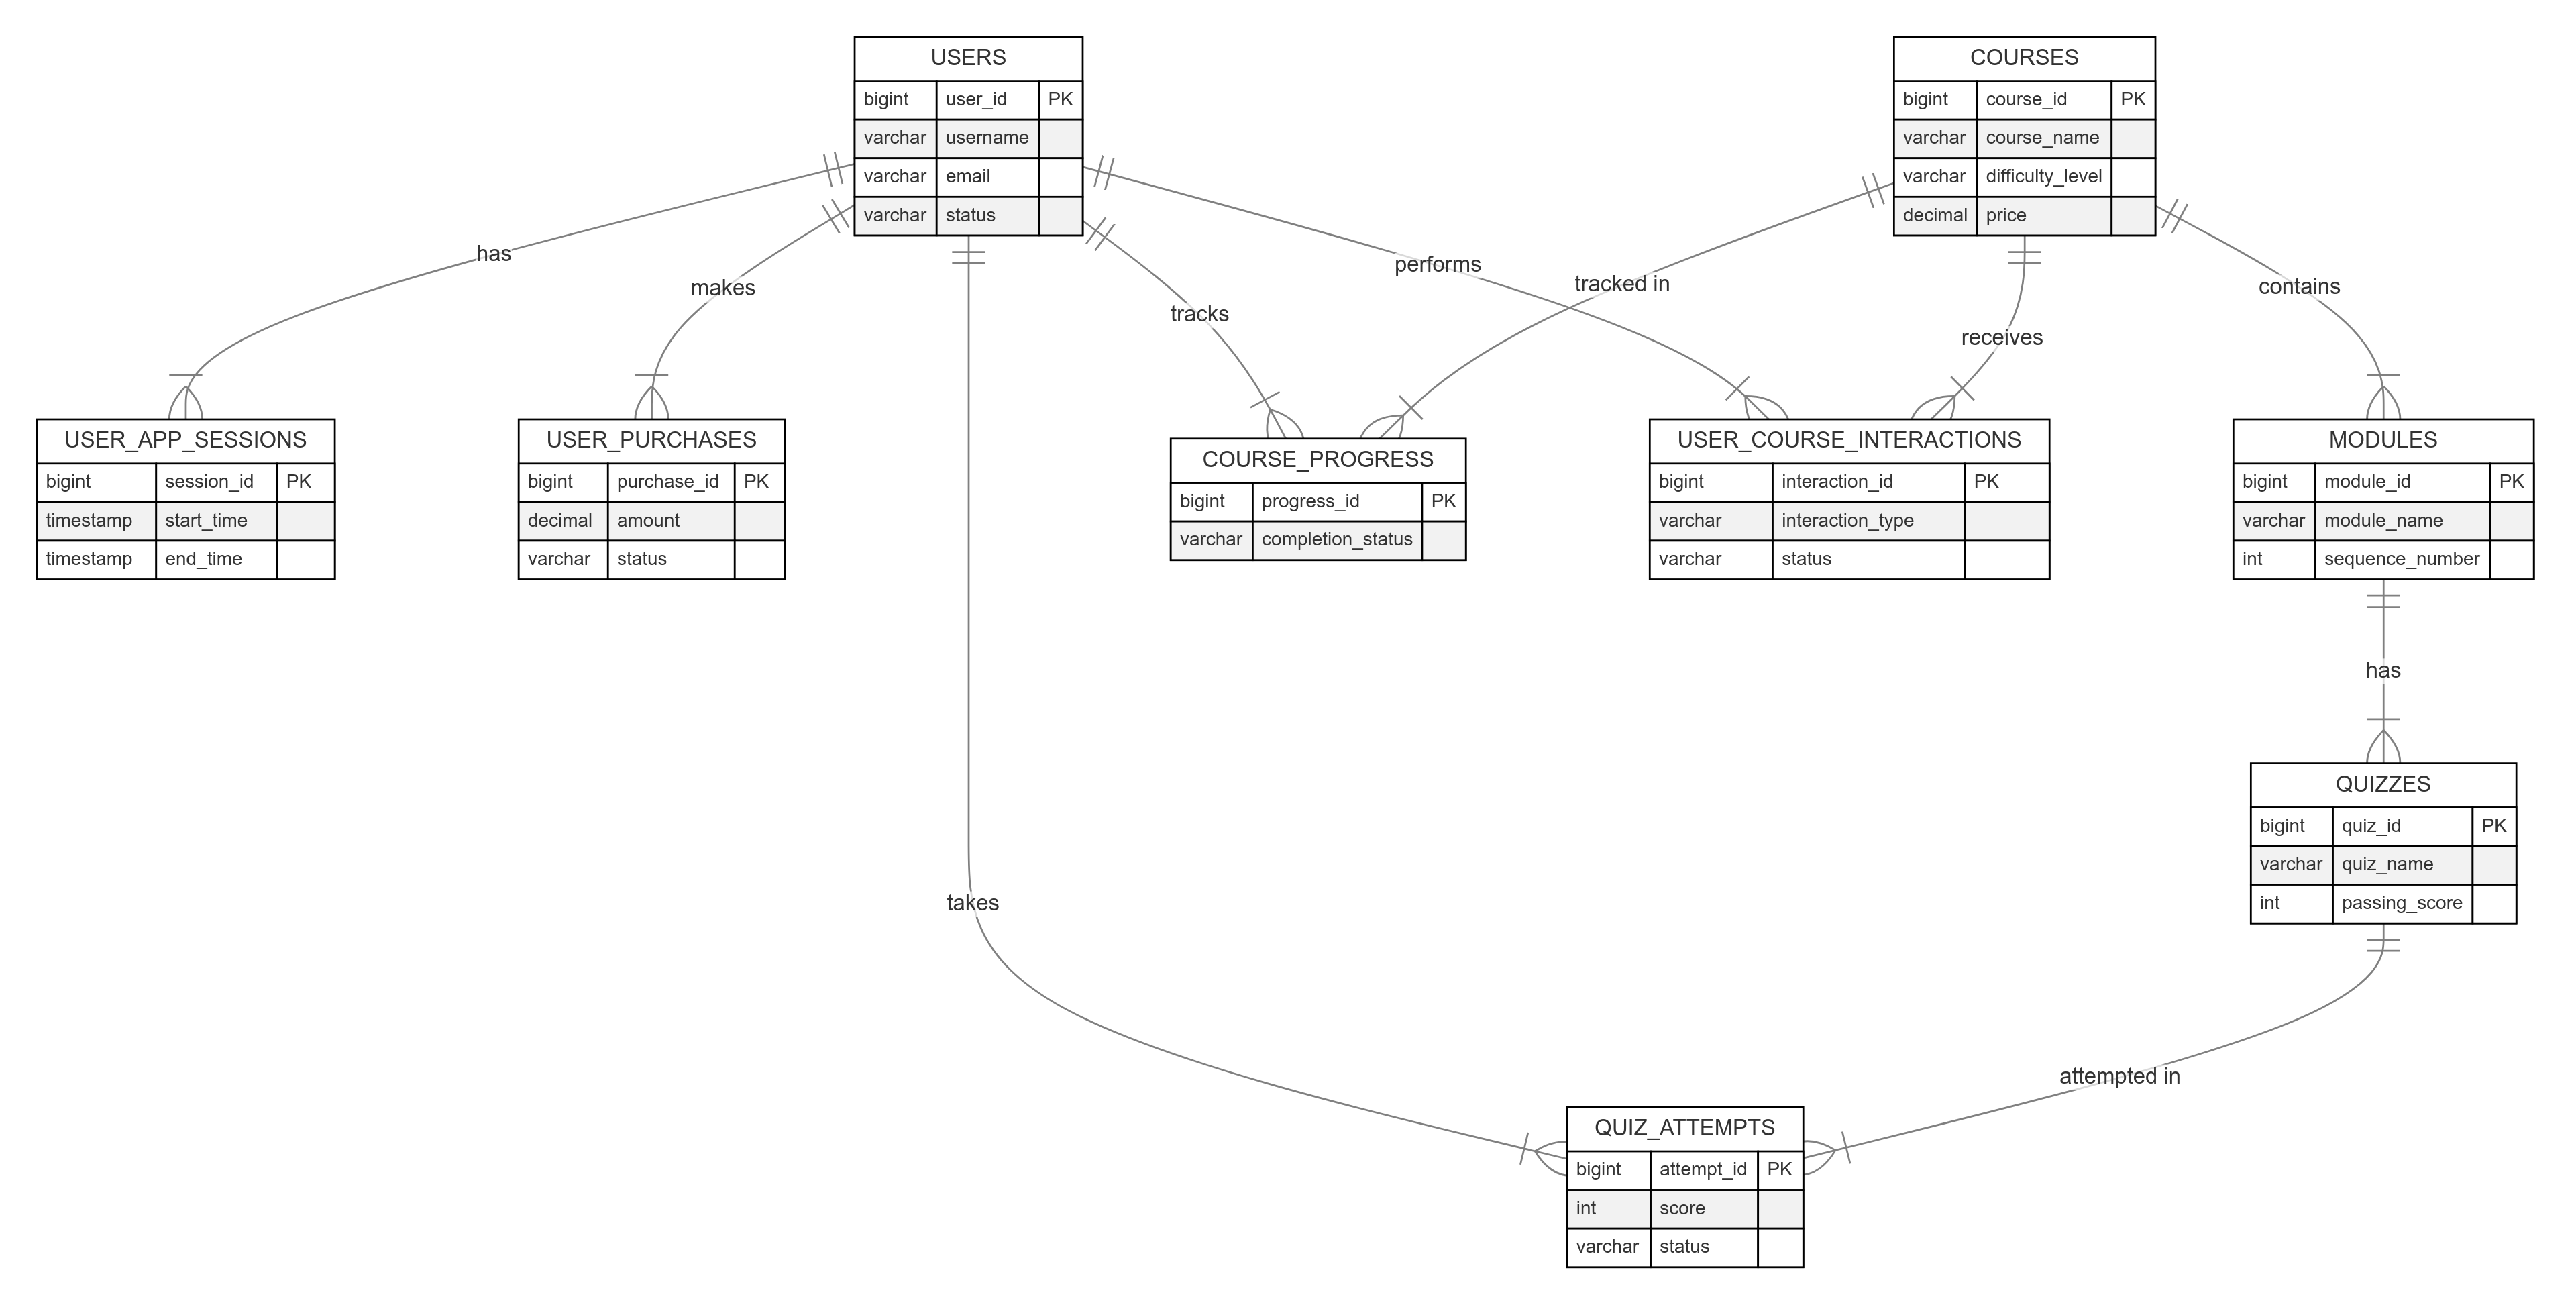 USERS
bigint user_id PK
varchar username
varchar email
varchar status
COURSES
bigint course_id PK
varchar course_name
varchar difficulty_level
decimal price
has
makes
tracks
performs
tracked in
receives
contains
USER_APP_SESSIONS
bigint session_id PK
timestamp start_time
timestamp end_time
USER_PURCHASES
bigint purchase_id PK
decimal amount
varchar status
COURSE_PROGRESS
bigint progress_id PK
varchar completion_status
USER_COURSE_INTERACTIONS
bigint interaction_id PK
varchar interaction_type
varchar status
MODULES
bigint module_id PK
varchar module_name
int sequence_number
has
QUIZZES
bigint quiz_id PK
varchar quiz_name
int passing_score
takes
attempted in
QUIZ_ATTEMPTS
bigint attempt_id PK
int score
varchar status